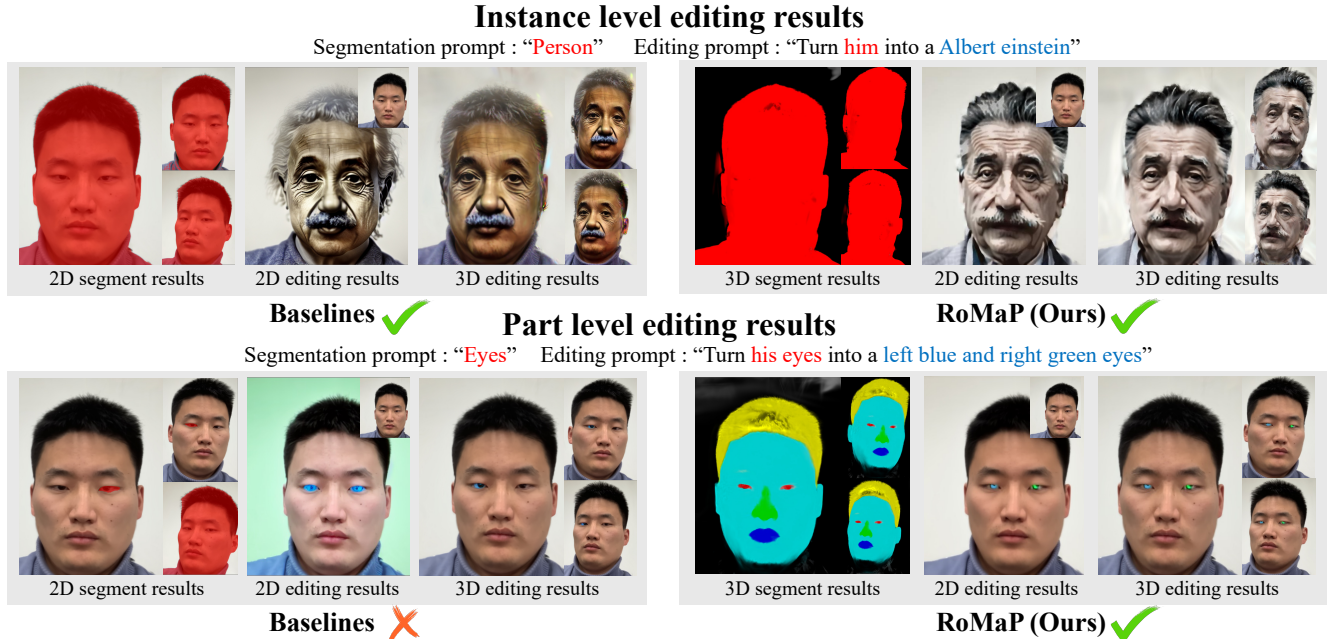 Instance level editing results
Segmentation prompt : “Person” Editing prompt : “Turn him into a Albert einstein”
2D segment results 2D editing results 3D editing results
3D segment results 2D editing results 3D editing results
Baselines
RoMaP (Ours)
Part level editing results
Segmentation prompt : “Eyes” Editing prompt : “Turn his eyes into a left blue and right green eyes”
2D segment results 2D editing results 3D editing results
3D segment results 2D editing results 3D editing results
Baselines
RoMaP (Ours)